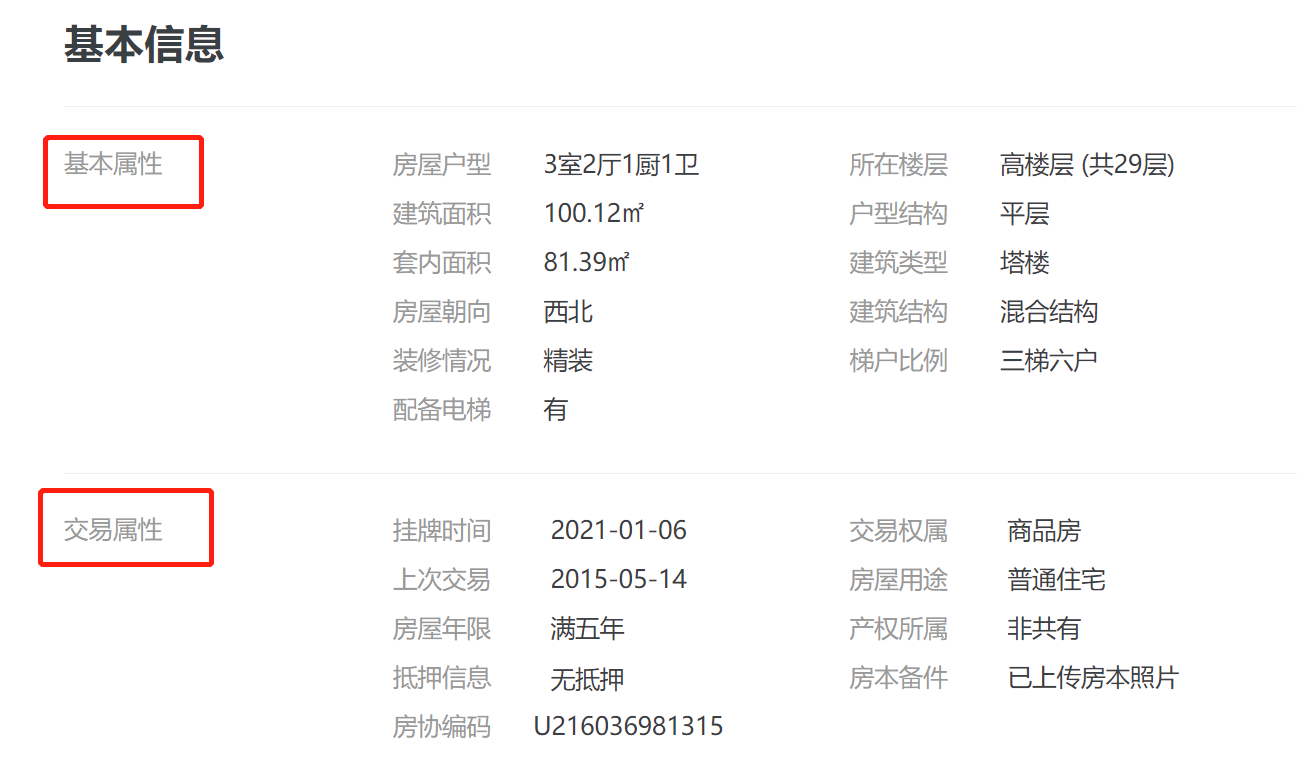 基本信息
基本属性 房屋户型 3室2厅1厨1卫 所在楼层 高楼层 (共29层)
建筑面积 100.12㎡ 户型结构 平层
套内面积 81.39㎡ 建筑类型 塔楼
房屋朝向 西北 建筑结构 混合结构
装修情况 精装 梯户比例 三梯六户
配备电梯 有
交易属性 挂牌时间 2021-01-06 交易权属 商品房
上次交易 2015-05-14 房屋用途 普通住宅
房屋年限 满五年 产权所属 非共有
抵押信息 无抵押 房本备件 已上传房本照片
房协编码 U216036981315